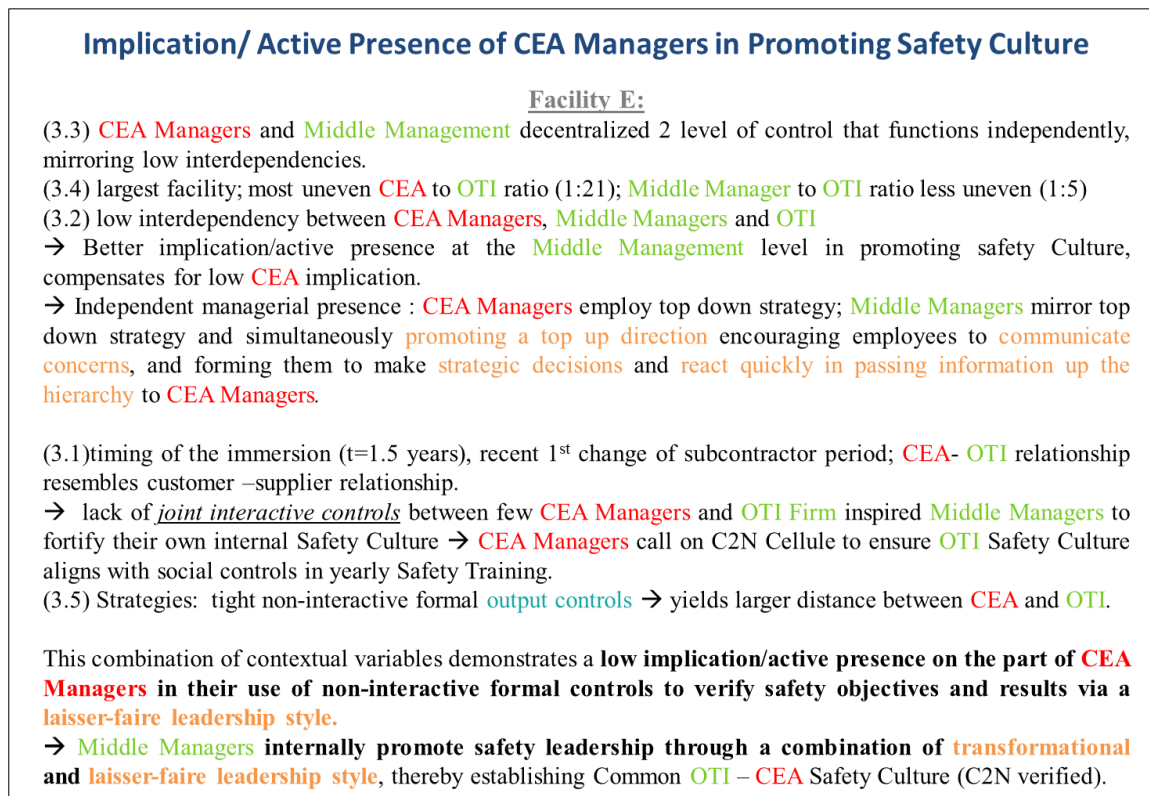 Implication/ Active Presence of CEA Managers in Promoting Safety Culture
Facility E:
(3.3) CEA Managers and Middle Management decentralized 2 level of control that functions independently,
mirroring low interdependencies.
(3.4) largest facility; most uneven CEA to OTI ratio (1:21); Middle Manager to OTI ratio less uneven (1:5)
(3.2) low interdependency between CEA Managers, Middle Managers and OTI
→ Better implication/active presence at the Middle Management level in promoting safety Culture,
compensates for low CEA implication.
→ Independent managerial presence : CEA Managers employ top down strategy; Middle Managers mirror top
down strategy and simultaneously promoting a top up direction encouraging employees to communicate
concerns, and forming them to make strategic decisions and react quickly in passing information up the
hierarchy to CEA Managers.
(3.1)timing of the immersion (t=1.5 years), recent 1st change of subcontractor period; CEA- OTI relationship
resembles customer –supplier relationship.
→ lack of joint interactive controls between few CEA Managers and OTI Firm inspired Middle Managers to
fortify their own internal Safety Culture → CEA Managers call on C2N Cellule to ensure OTI Safety Culture
aligns with social controls in yearly Safety Training.
(3.5) Strategies: tight non-interactive formal output controls → yields larger distance between CEA and OTI.
This combination of contextual variables demonstrates a low implication/active presence on the part of CEA
Managers in their use of non-interactive formal controls to verify safety objectives and results via a
laisser-faire leadership style.
→ Middle Managers internally promote safety leadership through a combination of transformational
and laisser-faire leadership style, thereby establishing Common OTI – CEA Safety Culture (C2N verified).